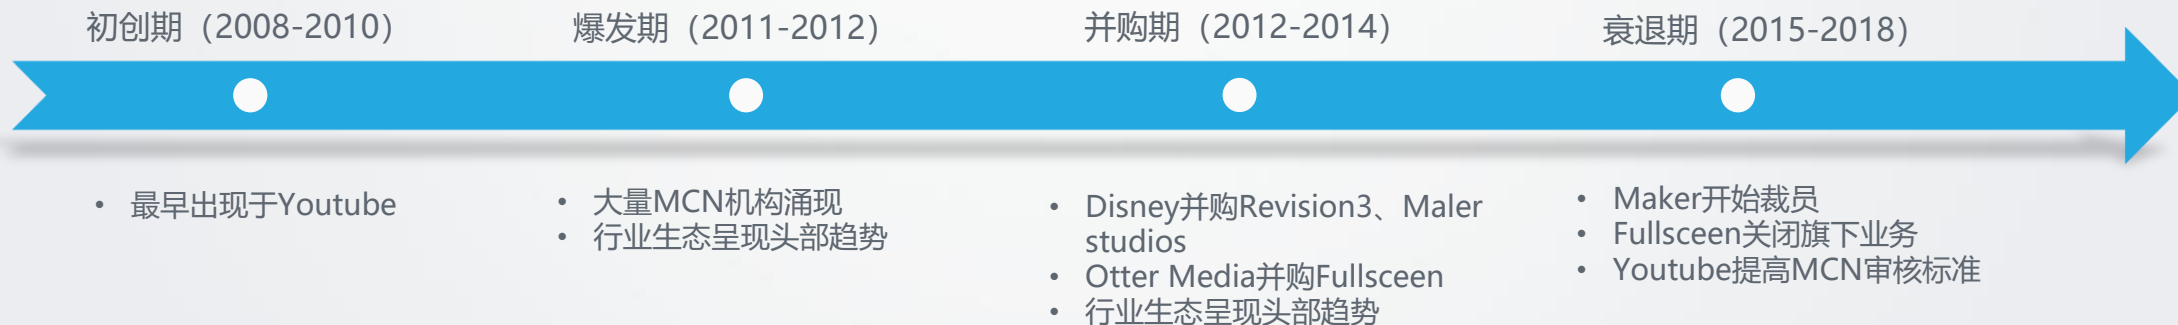 初创期（2008-2010）
爆发期（2011-2012）
并购期（2012-2014）
衰退期（2015-2018）
• 最早出现于Youtube
• 大量MCN机构涌现
• 行业生态呈现头部趋势
• Disney并购Revision3、Maler
studios
• Otter Media并购Fullsceen
• 行业生态呈现头部趋势
• Maker开始裁员
• Fullsceen关闭旗下业务
• Youtube提高MCN审核标准